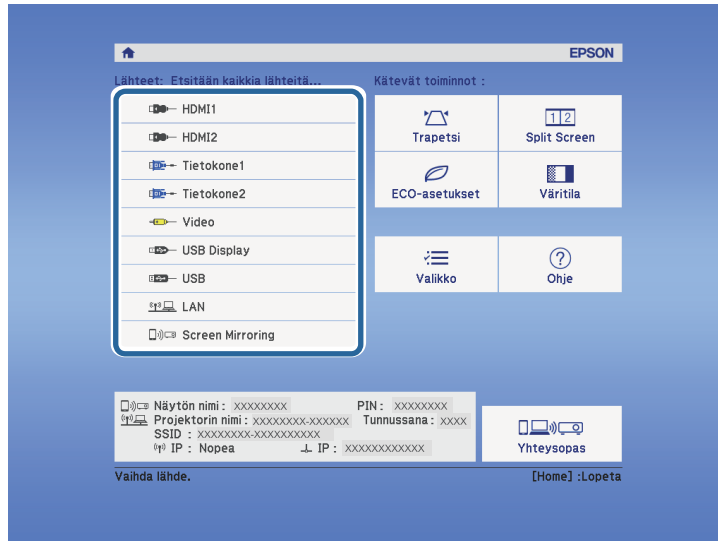 EPSON
Lähteet: Etsitään kaikkia lähteitä...
HDMI1
HDMI2
Tietokone1
Tietokone2
Video
USB Display
USB
LAN
Screen Mirroring
Kätevät toiminnot :
Trapetsi
1 2
Split Screen
ECO-asetukset
Väritila
Valikko
?
Ohje
Näytön nimi : XXXXXXXX PIN : XXXXXXXX
Projektorin nimi : XXXXXXXX-XXXXXX Tunnussana : XXXX
SSID : XXXXXXXX-XXXXXXXXXX
IP : Nopea IP : XXXXXXXXXXXX
Yhteysopas
Vaihda lähde. [Home] :Lopeta